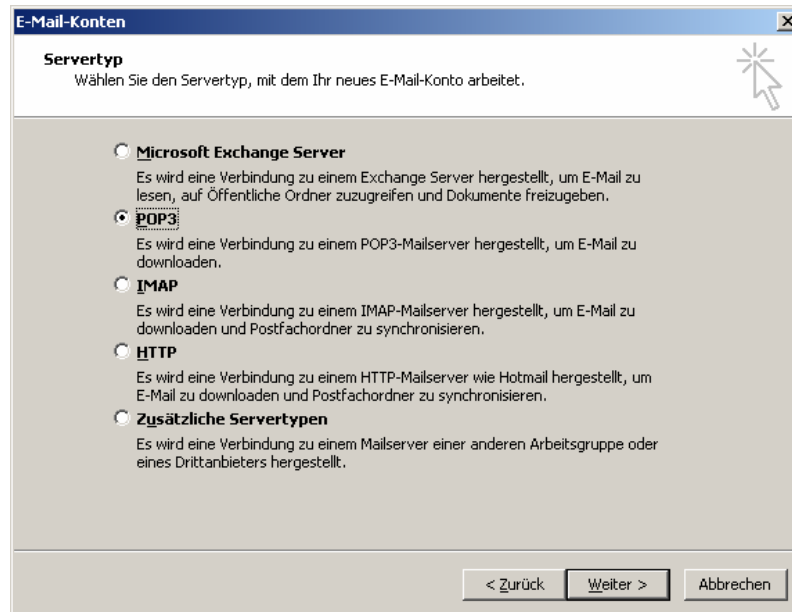 E-Mail-Konten
Servertyp
Wählen Sie den Servertyp, mit dem Ihr neues E-Mail-Konto arbeitet.
Microsoft Exchange Server
Es wird eine Verbindung zu einem Exchange Server hergestellt, um E-Mail zu
lesen, auf Öffentliche Ordner zuzugreifen und Dokumente freizugeben.
POP3
Es wird eine Verbindung zu einem POP3-Mailserver hergestellt, um E-Mail zu
downloaden.
IMAP
Es wird eine Verbindung zu einem IMAP-Mailserver hergestellt, um E-Mail zu
downloaden und Postfachordner zu synchronisieren.
HTTP
Es wird eine Verbindung zu einem HTTP-Mailserver wie Hotmail hergestellt, um
E-Mail zu downloaden und Postfachordner zu synchronisieren.
Zusätzliche Servertypen
Es wird eine Verbindung zu einem Mailserver einer anderen Arbeitsgruppe oder
eines Drittanbieters hergestellt.
< Zurück Weiter > Abbrechen